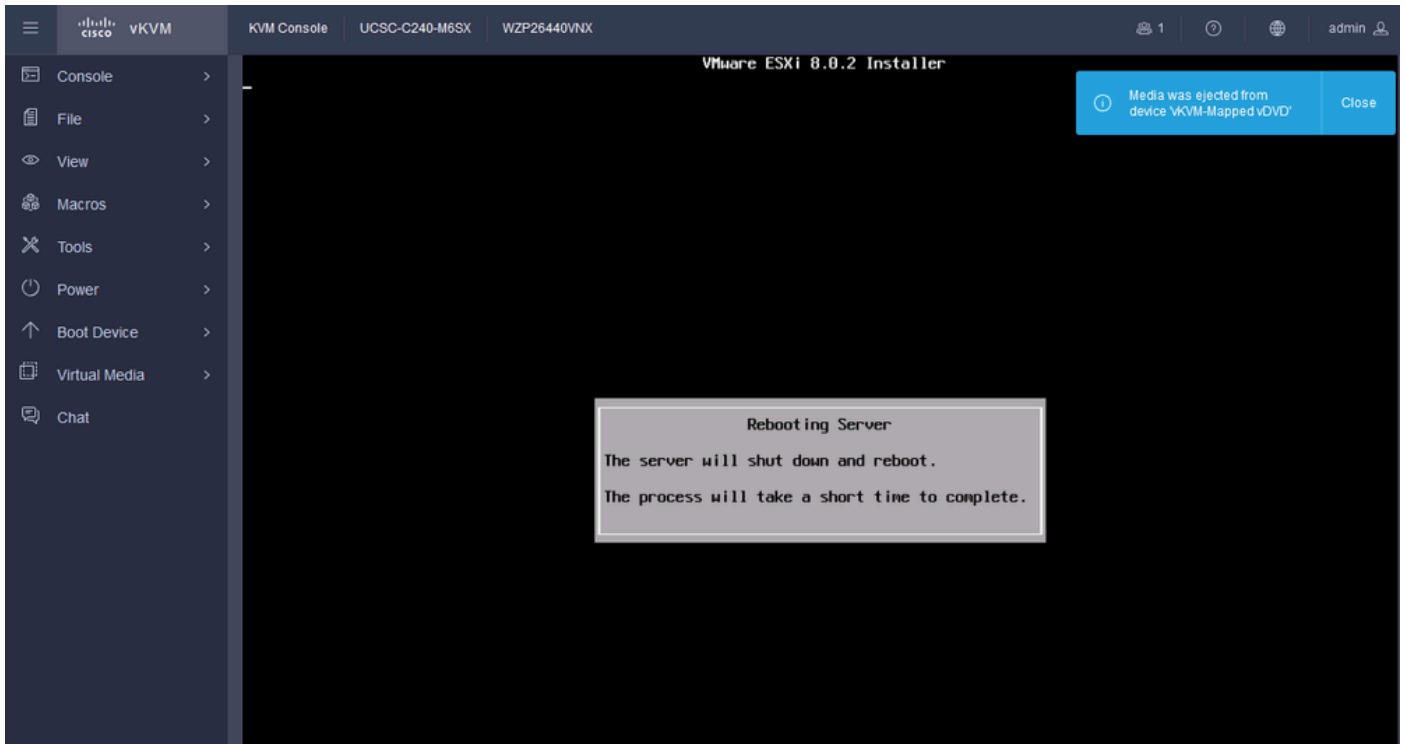 cisco vKVM KVM Console UCSC-C240-M6SX WZP26440VNX 1 admin
Console
File
View
Macros
Tools
Power
Boot Device
Virtual Media
Chat
VMware ESXi 8.0.2 Installer
Media was ejected from
device 'vKVM-Mapped vDVD'
Close
Rebooting Server
The server will shut down and reboot.
The process will take a short time to complete.